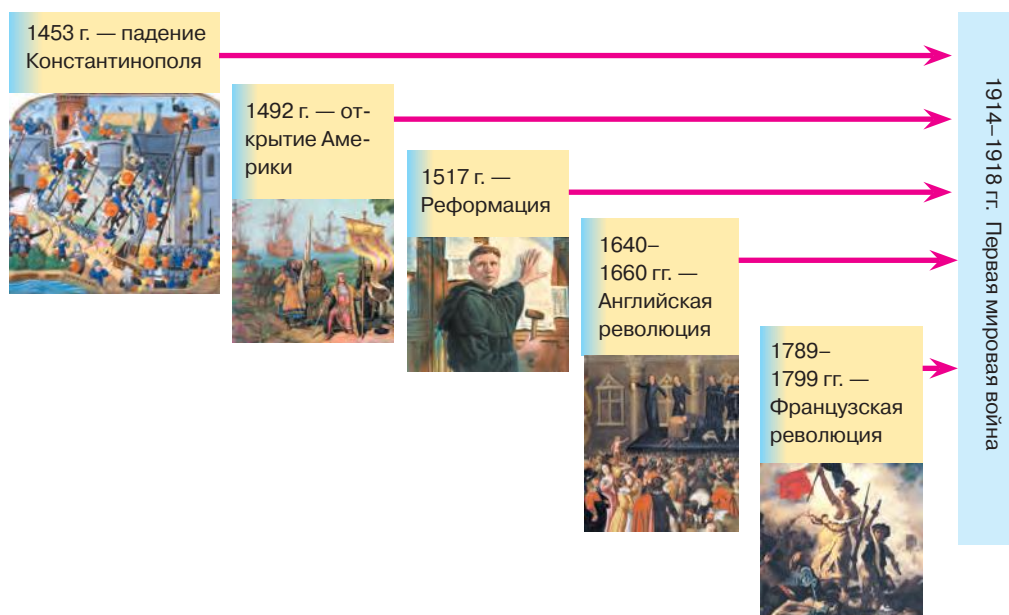 1453 г. — падение
Константинополя
1492 г. — от-
крытие Аме-
рики
1517 г. —
Реформация
1640–
1660 гг. —
Английская
революция
1789–
1799 гг. —
Французская
революция
1914–1918 гг. Первая мировая война